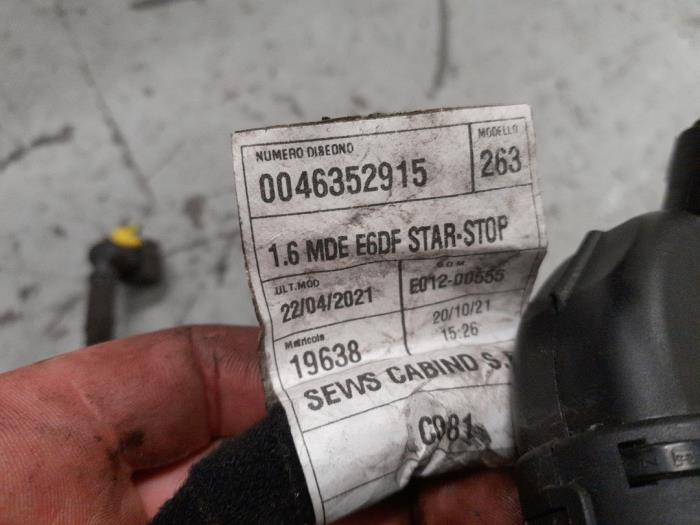 NUMERO DISEGNO
MODELLO
0046352915
263
1.6 MDE E6DF STAR-STOP
ULT.MOD
22/04/2021
E012-00555
20/10/21
15:26
Matricola
19638
SEWS CABIND S.
C081